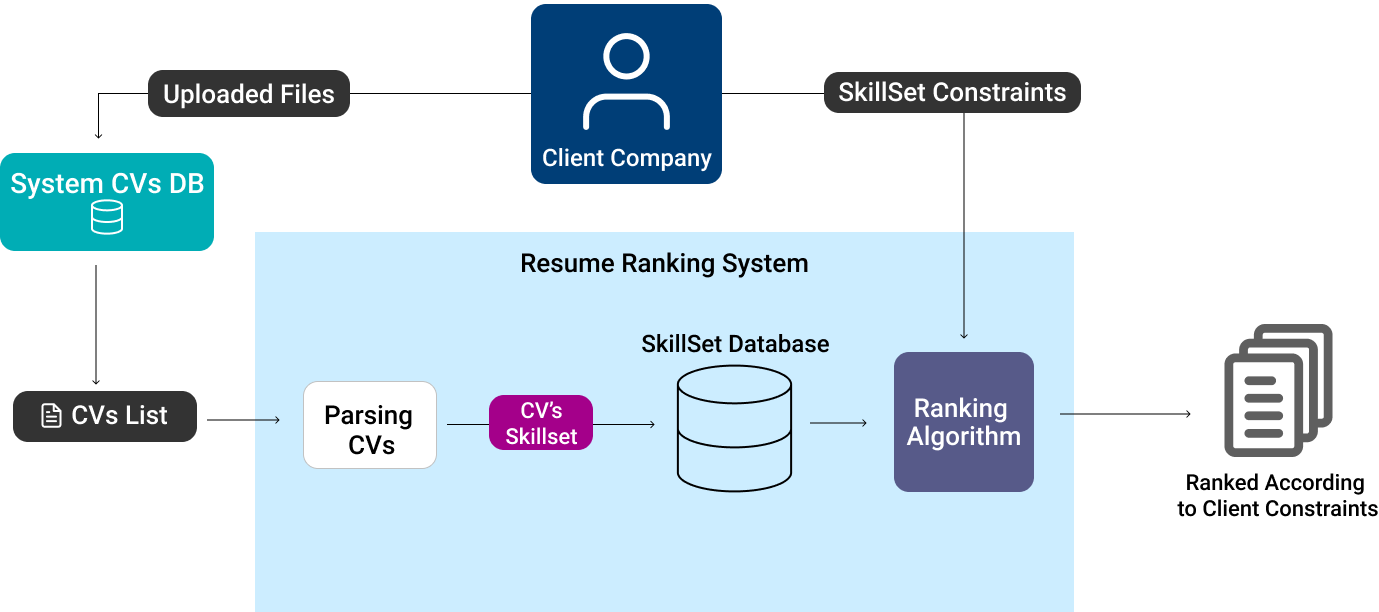 Uploaded Files
Client Company
SkillSet Constraints
System CVs DB
Resume Ranking System
SkillSet Database
CVs List
Parsing
CVs
CV's
Skillset
Ranking
Algorithm
Ranked According
to Client Constraints